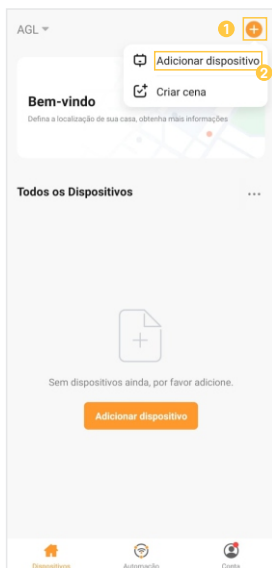 AGL
1
Adicionar dispositivo
2
Criar cena
Bem-vindo
Defina a localização de sua casa, obtenha mais informações
Todos os Dispositivos
Sem dispositivos ainda, por favor adicione.
Adicionar dispositivo
Dispositivos
Automação
Conta